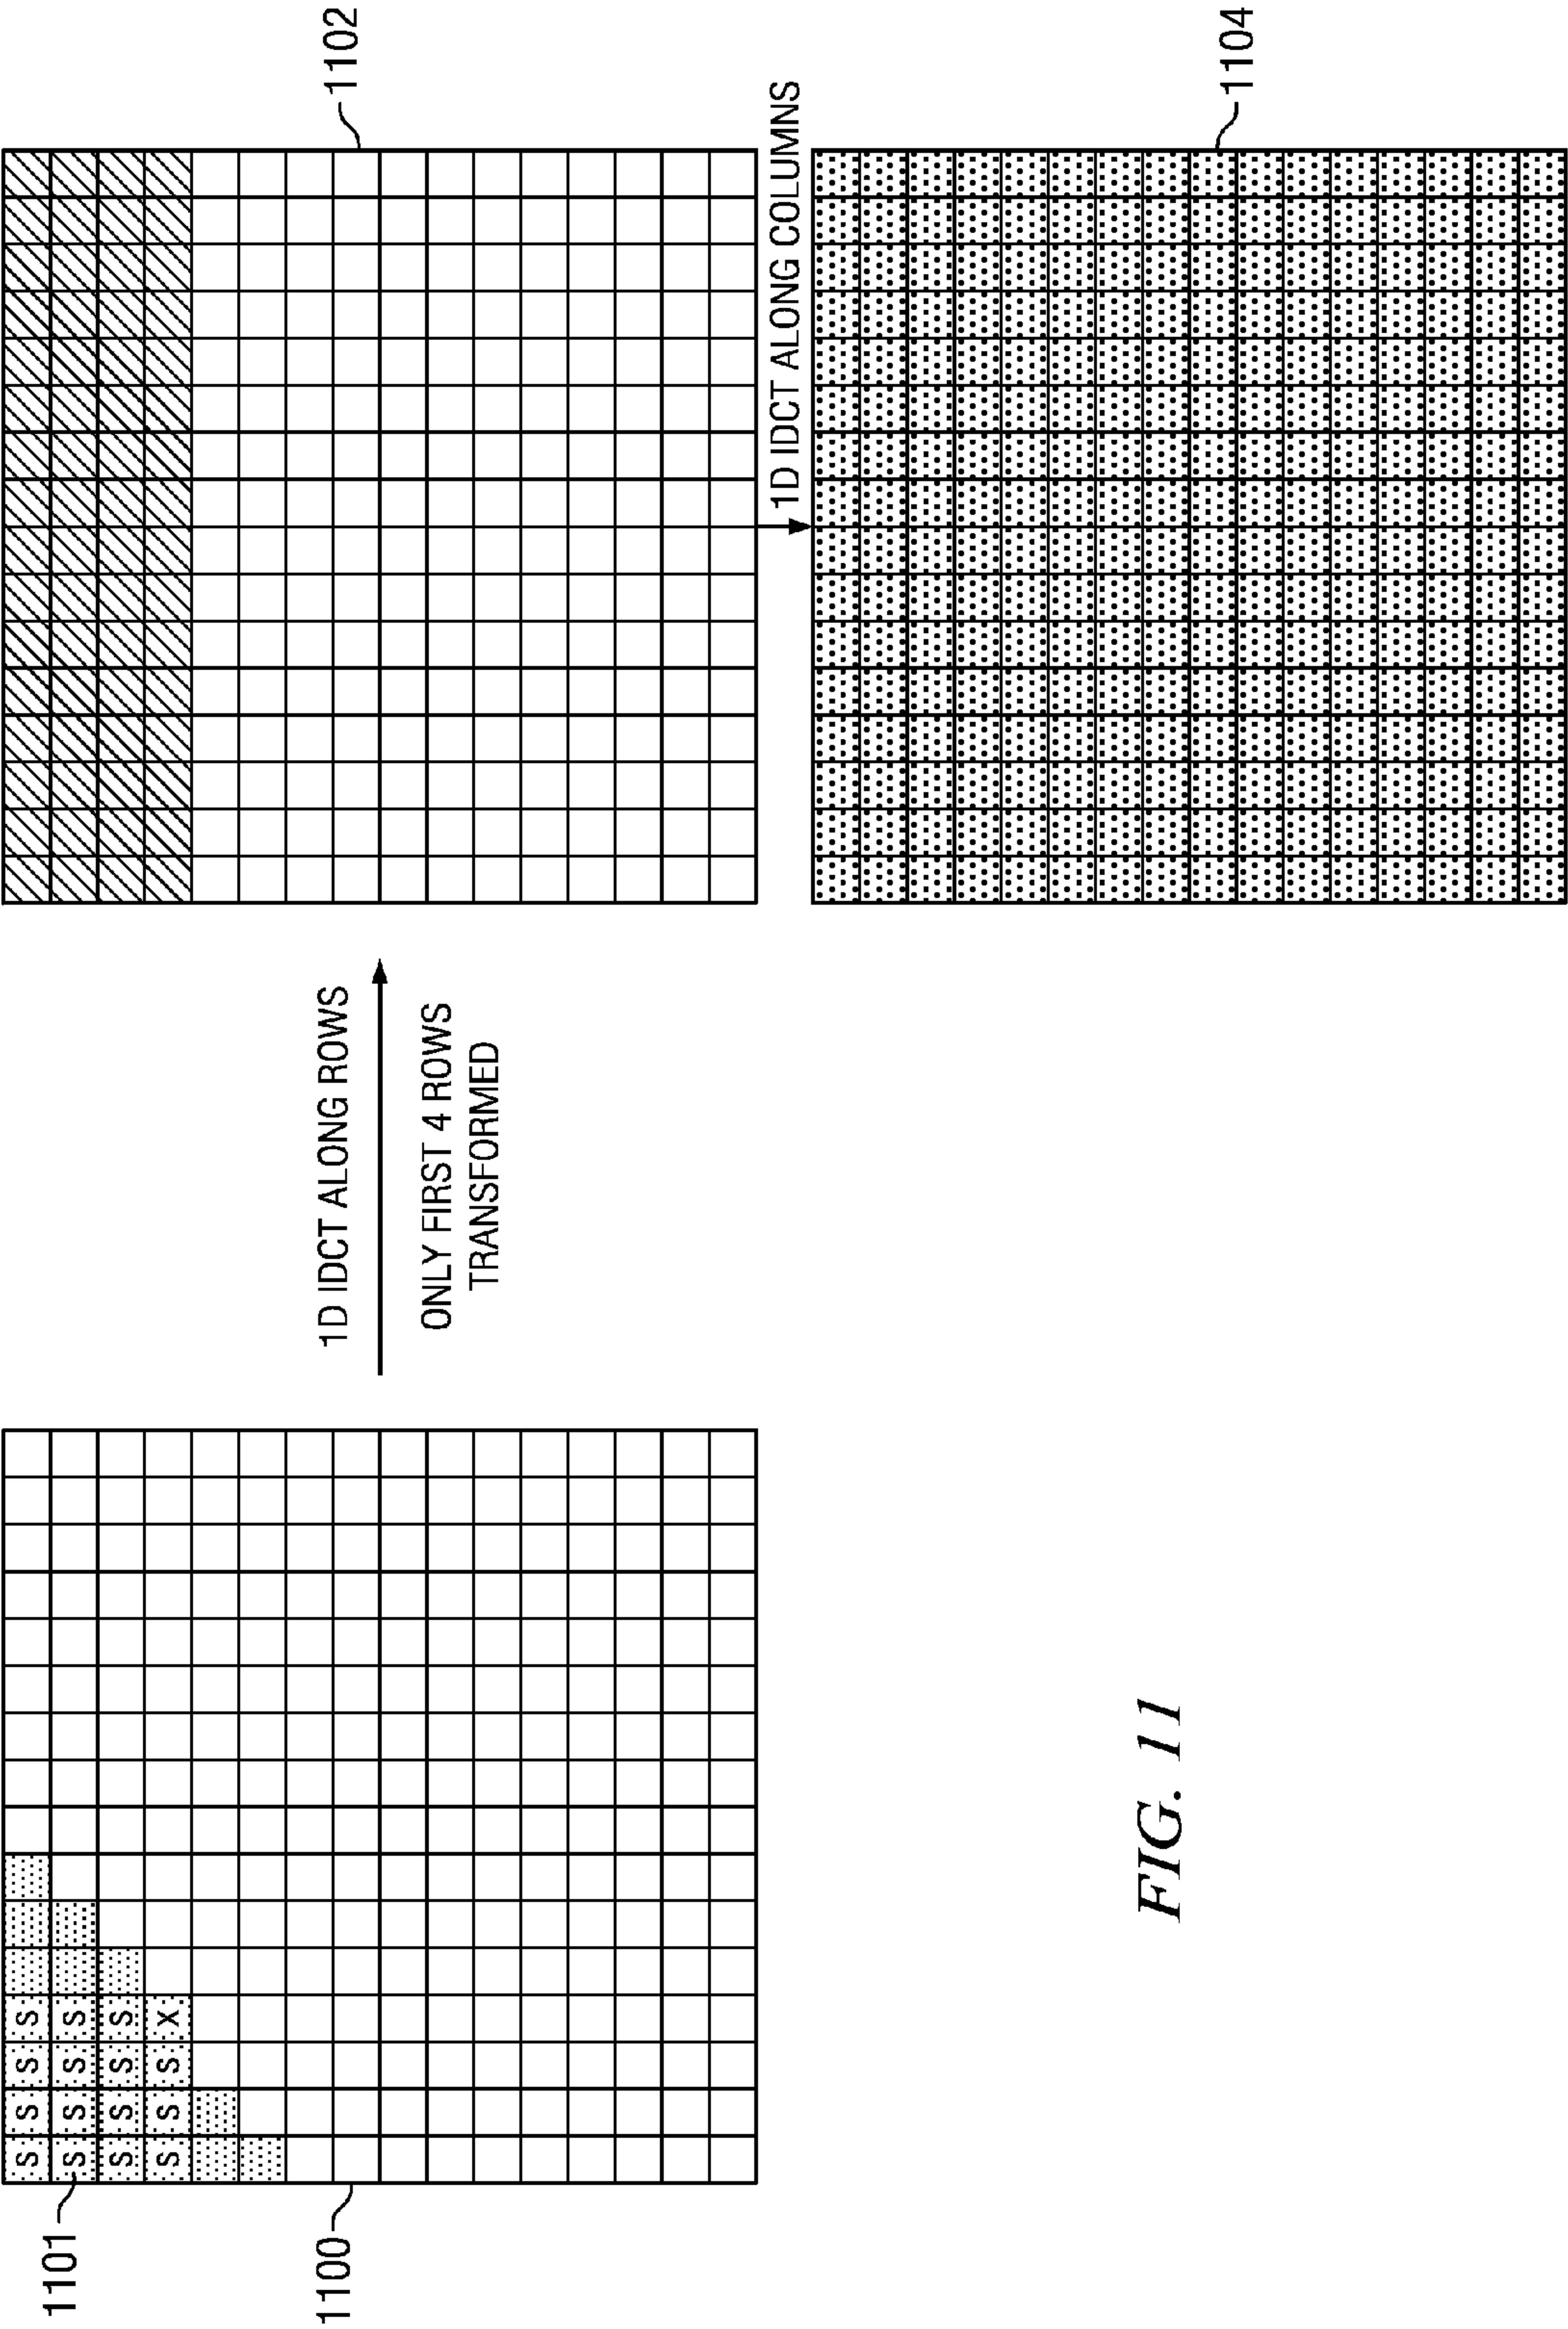 1101
S S S S
S S S S
S S S S
S S S X
1100
1D IDCT ALONG ROWS
ONLY FIRST 4 ROWS
TRANSFORMED
1102
1D IDCT ALONG COLUMNS
1104
FIG. 11